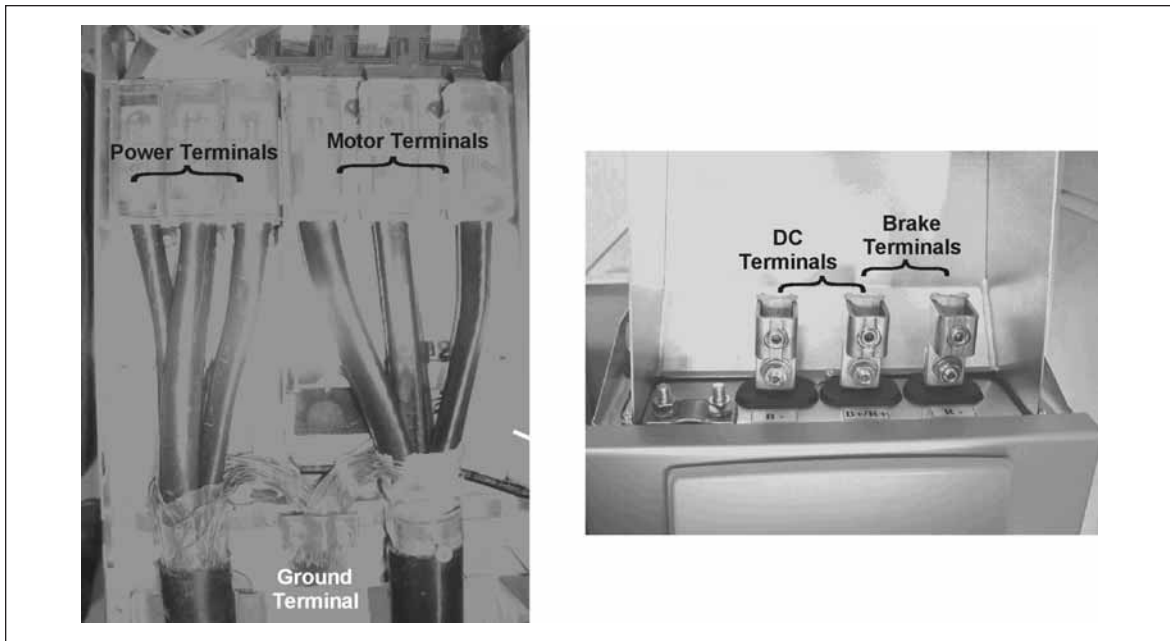 Power Terminals
Motor Terminals
Ground
Terminal
DC
Terminals
Brake
Terminals
B -
B+/R+
R -